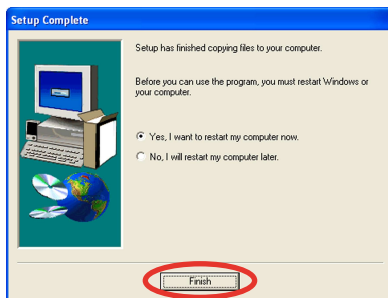 Setup Complete
Setup has finished copying files to your computer.
Before you can use the program, you must restart Windows or
your computer.
Yes, I want to restart my computer now.
No, I will restart my computer later.
Finish